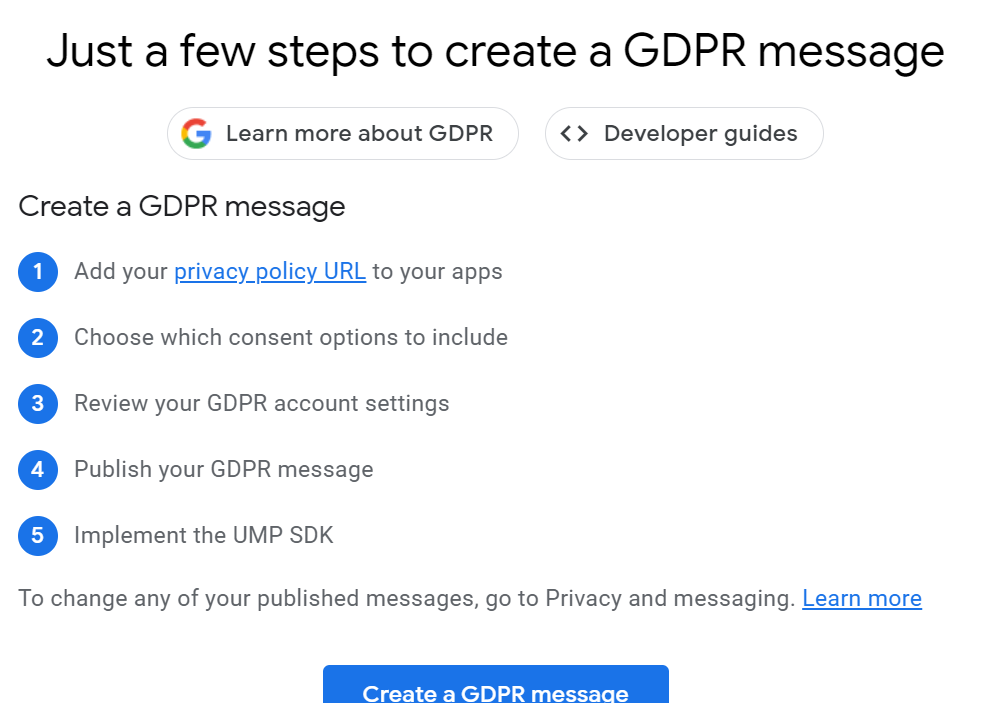 Just a few steps to create a GDPR message
Learn more about GDPR
Developer guides
Create a GDPR message
1 Add your privacy policy URL to your apps
2 Choose which consent options to include
3 Review your GDPR account settings
4 Publish your GDPR message
5 Implement the UMP SDK
To change any of your published messages, go to Privacy and messaging. Learn more
Create a GDPR message